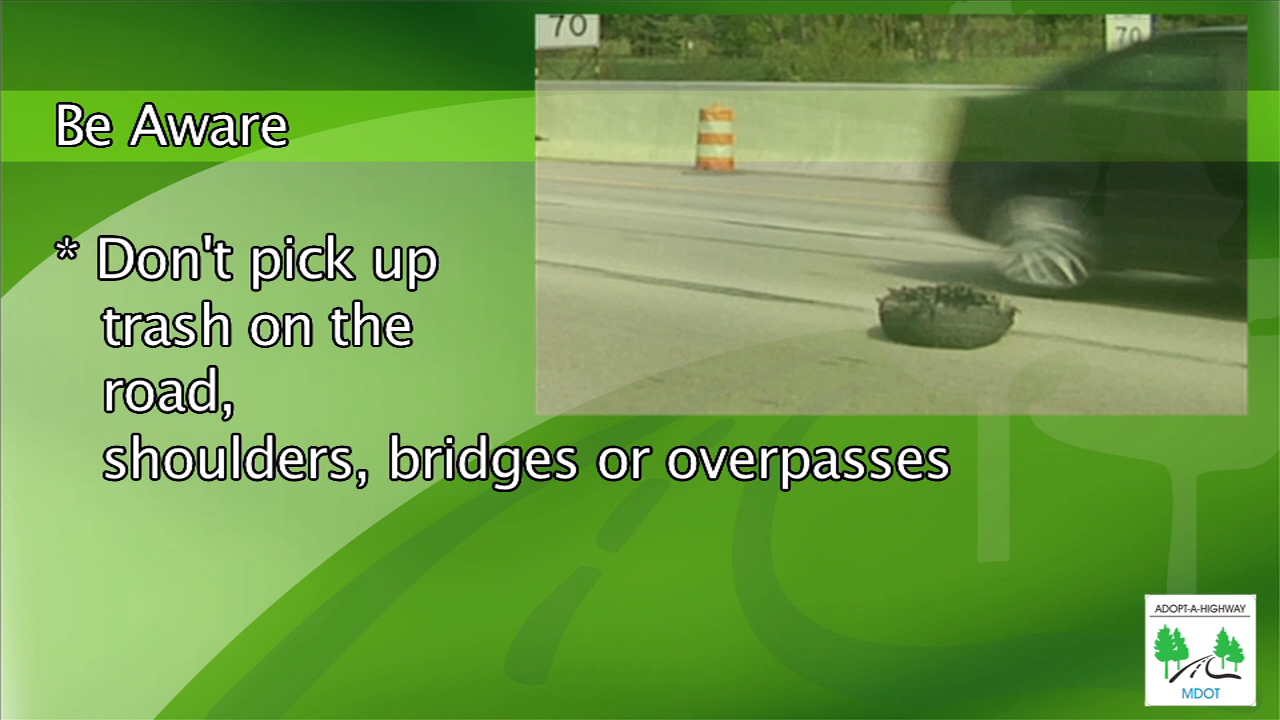 70
70
Be Aware
* Don't pick up
trash on the
road,
shoulders, bridges or overpasses
ADOPT-A-HIGHWAY
MDOT